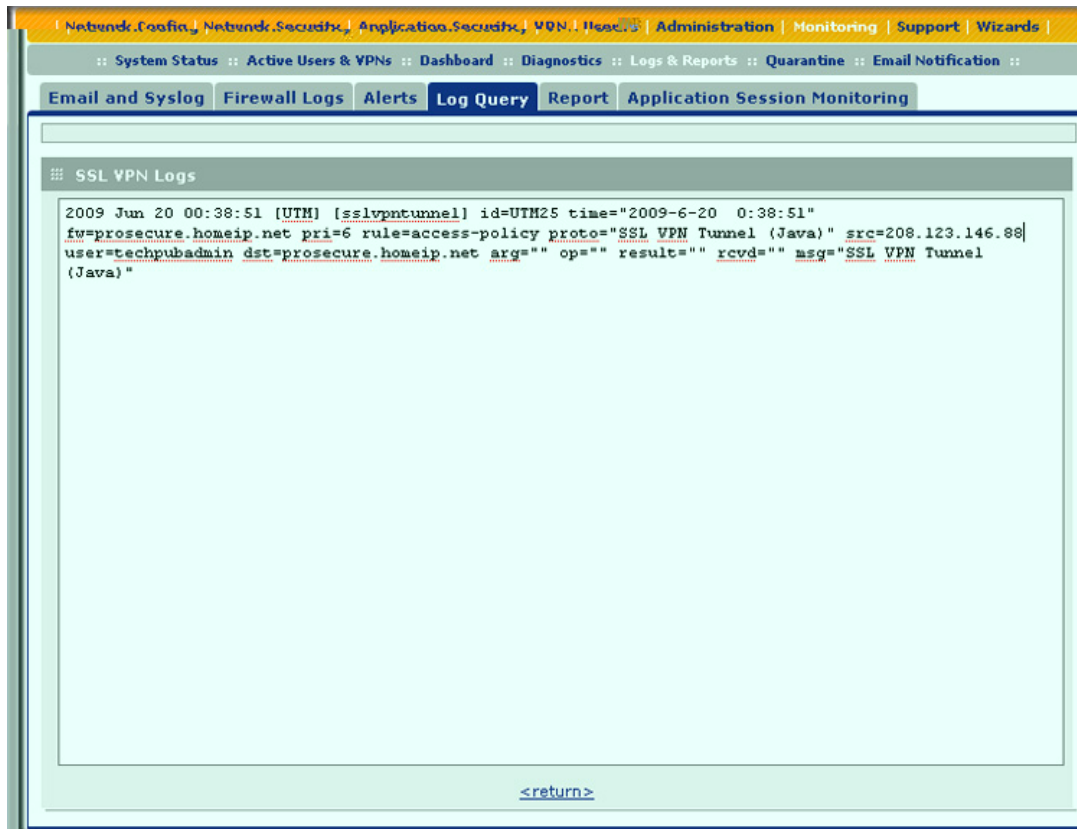 Network Config | Network Security | Application Security | VPN | Users | Administration | Monitoring | Support | Wizards |
:: System Status :: Active Users & VPNs :: Dashboard :: Diagnostics :: Logs & Reports :: Quarantine :: Email Notification ::
Email and Syslog Firewall Logs Alerts Log Query Report Application Session Monitoring
SSL VPN Logs
2009 Jun 20 00:38:51 [UTM] [sslvpntunnel] id=UTM25 time="2009-6-20 0:38:51"
fw=prosecure.homeip.net pri=6 rule=access-policy proto="SSL VPN Tunnel (Java)" src=208.123.146.88
user=techpubadmin dst=prosecure.homeip.net arg="" op="" result="" rcvd="" msg="SSL VPN Tunnel
(Java)"
<return>